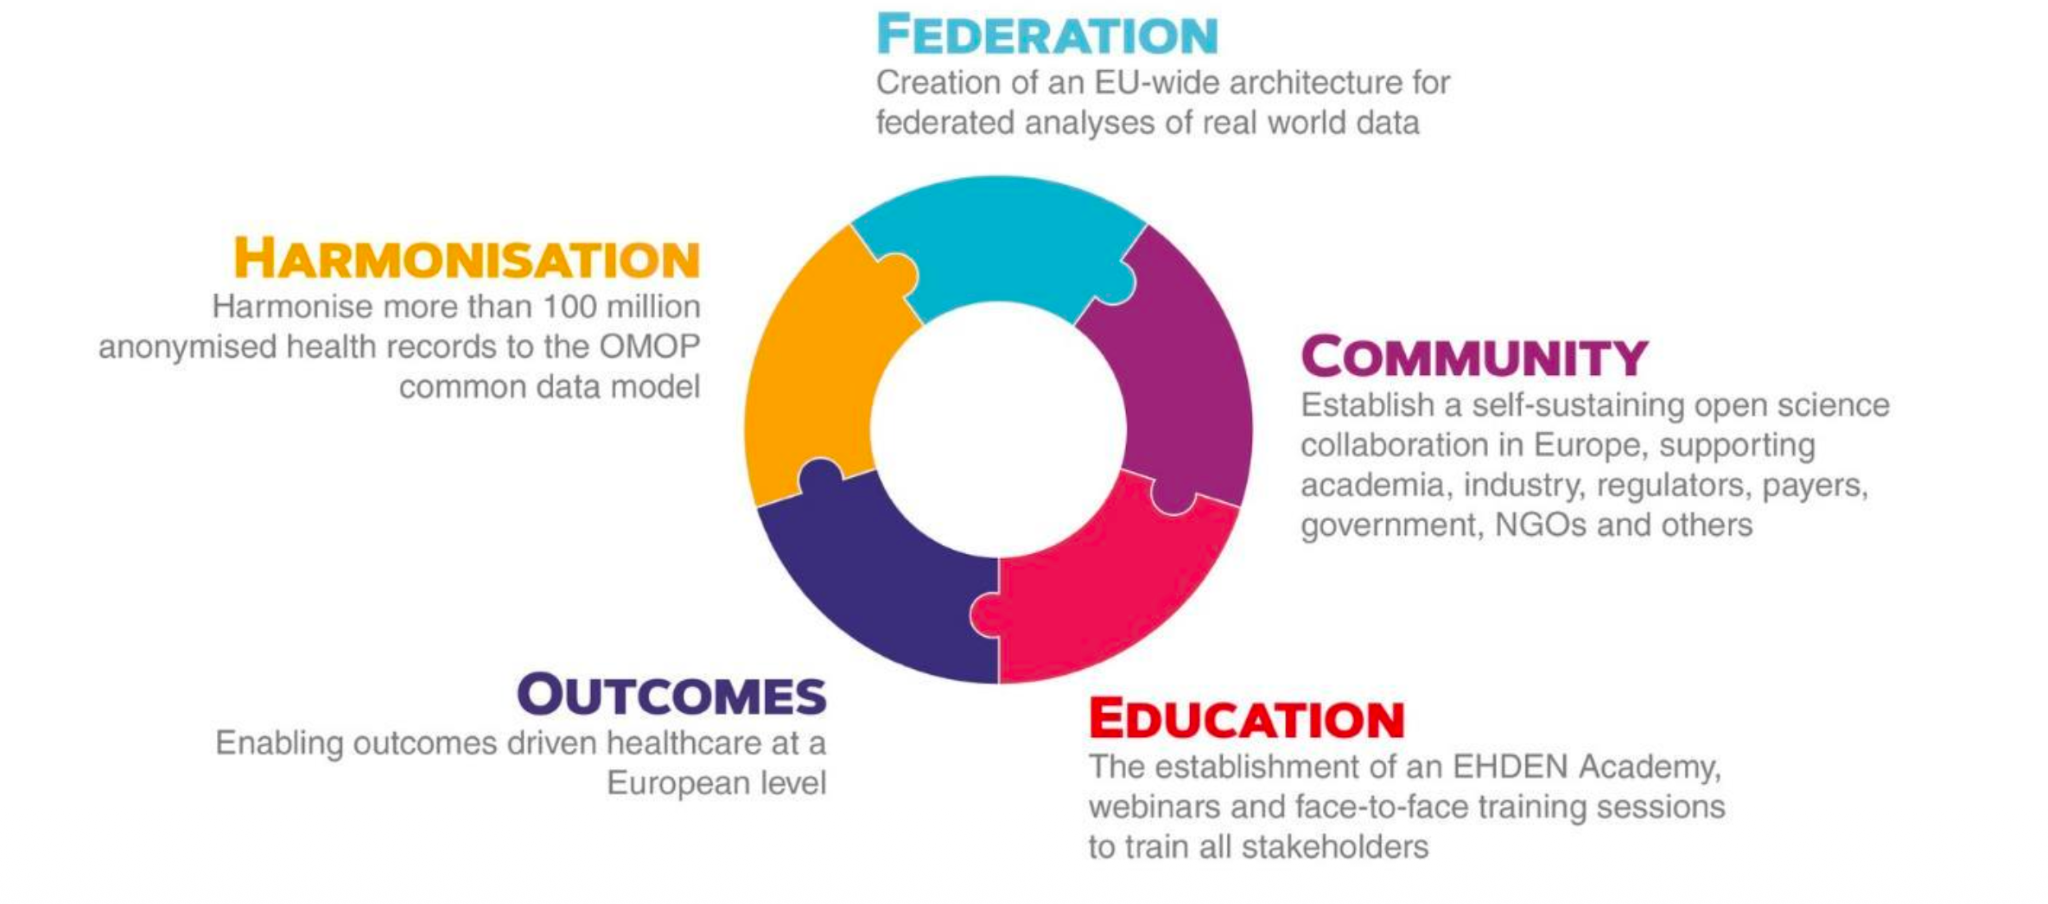 FEDERATION
Creation of an EU-wide architecture for
federated analyses of real world data
HARMONISATION
Harmonise more than 100 million
anonymised health records to the OMOP
common data model
COMMUNITY
Establish a self-sustaining open science
collaboration in Europe, supporting
academia, industry, regulators, payers,
government, NGOs and others
OUTCOMES
Enabling outcomes driven healthcare at a
European level
EDUCATION
The establishment of an EHDEN Academy,
webinars and face-to-face training sessions
to train all stakeholders